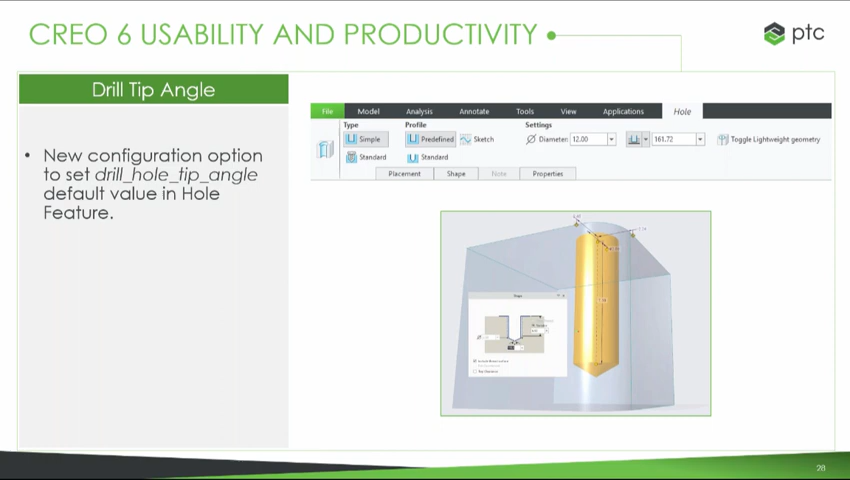 CREO 6 USABILITY AND PRODUCTIVITY
ptc
Drill Tip Angle
• New configuration option
to set drill_hole_tip_angle
default value in Hole
Feature.
File Model Analysis Annotate Tools View Applications Hole
Type Profile Settings
Simple Predefined Sketch Diameter: 12.00 161.72 Toggle Lightweight geometry
Standard Standard
Placement Shape Note Properties
Shape
28